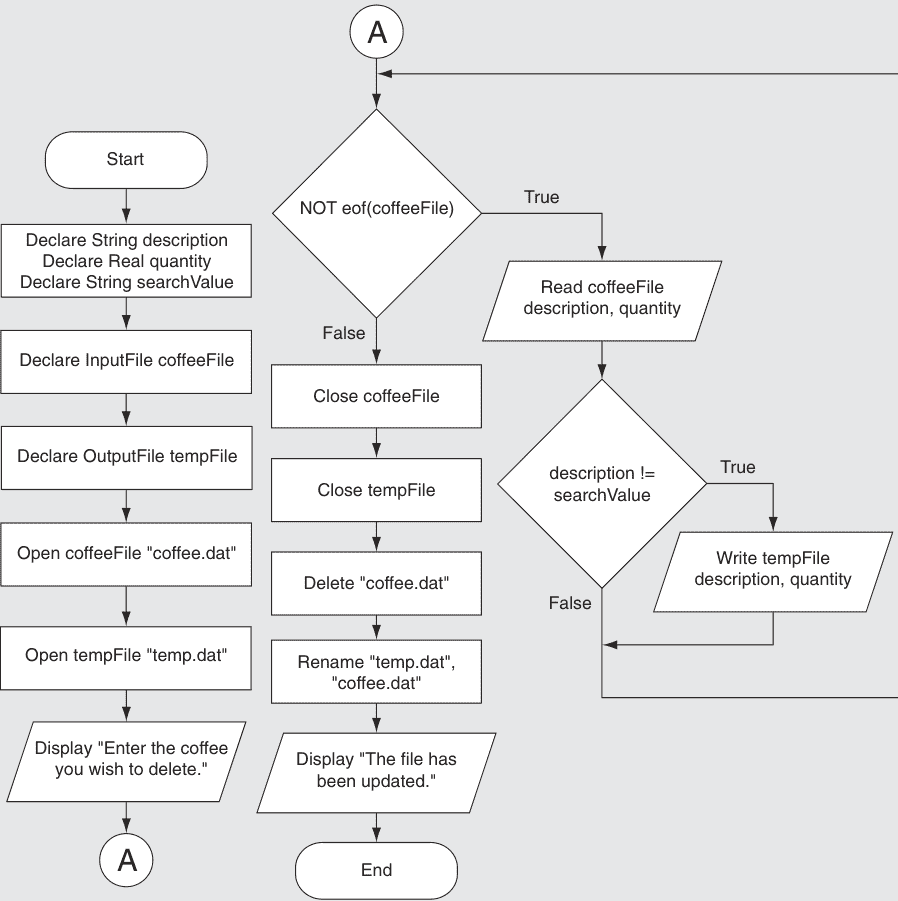 Start
Declare String description
Declare Real quantity
Declare String searchValue
Declare InputFile coffeeFile
Declare OutputFile tempFile
Open coffeeFile "coffee.dat"
Open tempFile "temp.dat"
Display "Enter the coffee
you wish to delete."
A
A
NOT eof(coffeeFile)
True
False
Read coffeeFile
description, quantity
description !=
searchValue
True
False
Write tempFile
description, quantity
Close coffeeFile
Close tempFile
Delete "coffee.dat"
Rename "temp.dat",
"coffee.dat"
Display "The file has
been updated."
End